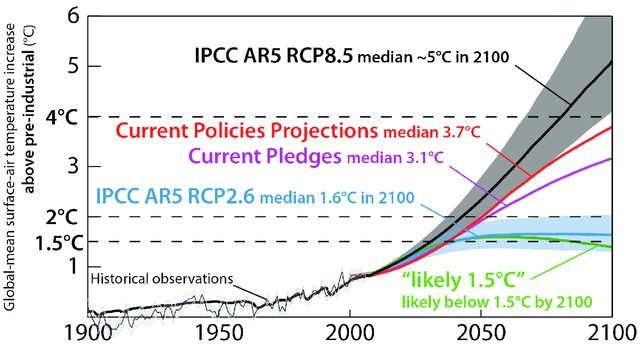 Global-mean surface-air temperature increase
above pre-industrial (°C)
6
5
4°C
3
2°C
1.5°C
1
IPCC AR5 RCP8.5 median ~5°C in 2100
Current Policies Projections median 3.7°C
Current Pledges median 3.1°C
IPCC AR5 RCP2.6 median 1.6°C in 2100
Historical observations
"likely 1.5°C"
likely below 1.5°C by 2100
1900 1950 2000 2050 2100